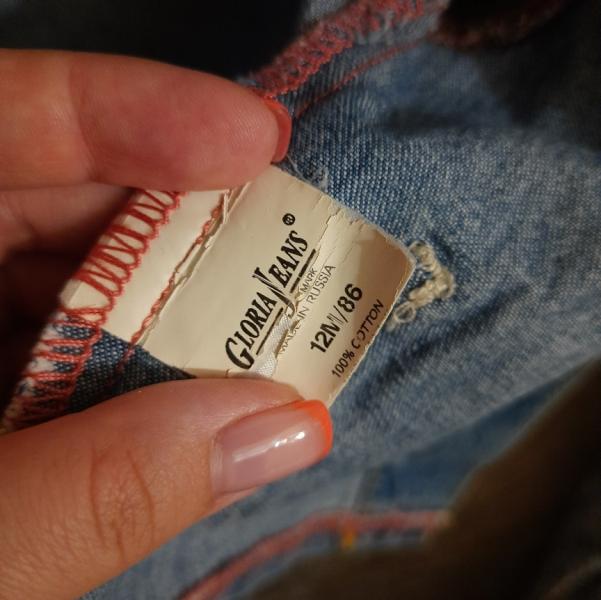 GLORIA JEANS®
MARK
MADE IN RUSSIA
12M/86
100% COTTON